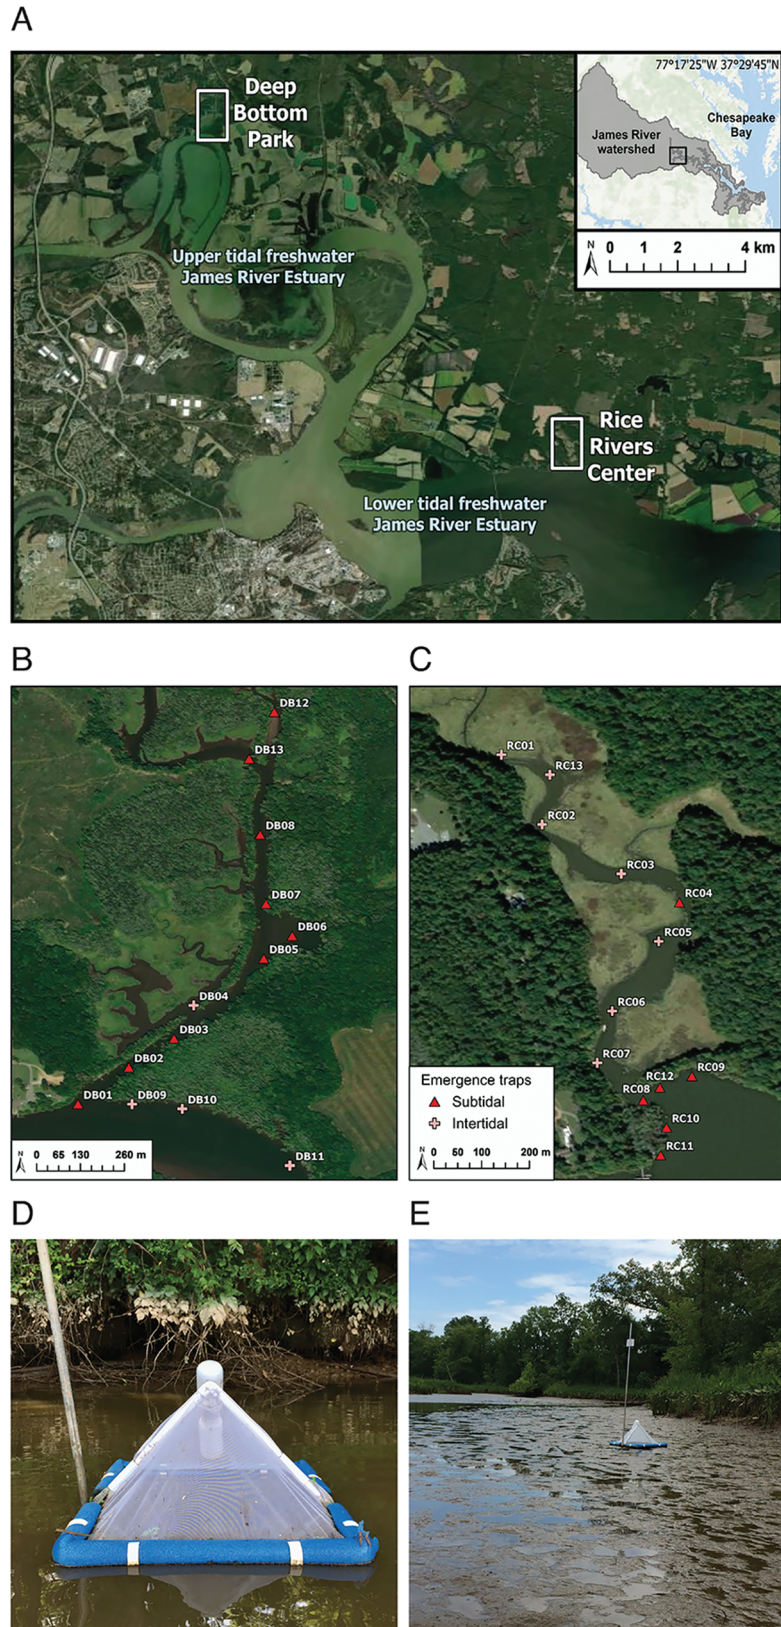 A
Deep
Bottom
Park
77°17'25"W 37°29'45"N
Chesapeake
Bay
James River
watershed
N
0 1 2 4 km
Upper tidal freshwater
James River Estuary
Rice
Rivers
Center
Lower tidal freshwater
James River Estuary
B
DB12
DB13
DB08
DB07
DB06
DB05
DB04
DB03
DB02
DB01
DB09
DB10
DB11
N
0 65 130 260 m
C
RC01
RC13
RC02
RC03
RC04
RC05
RC06
RC07
RC09
RC12
RC08
RC10
RC11
Emergence traps
Subtidal
Intertidal
N
0 50 100 200 m
D
E